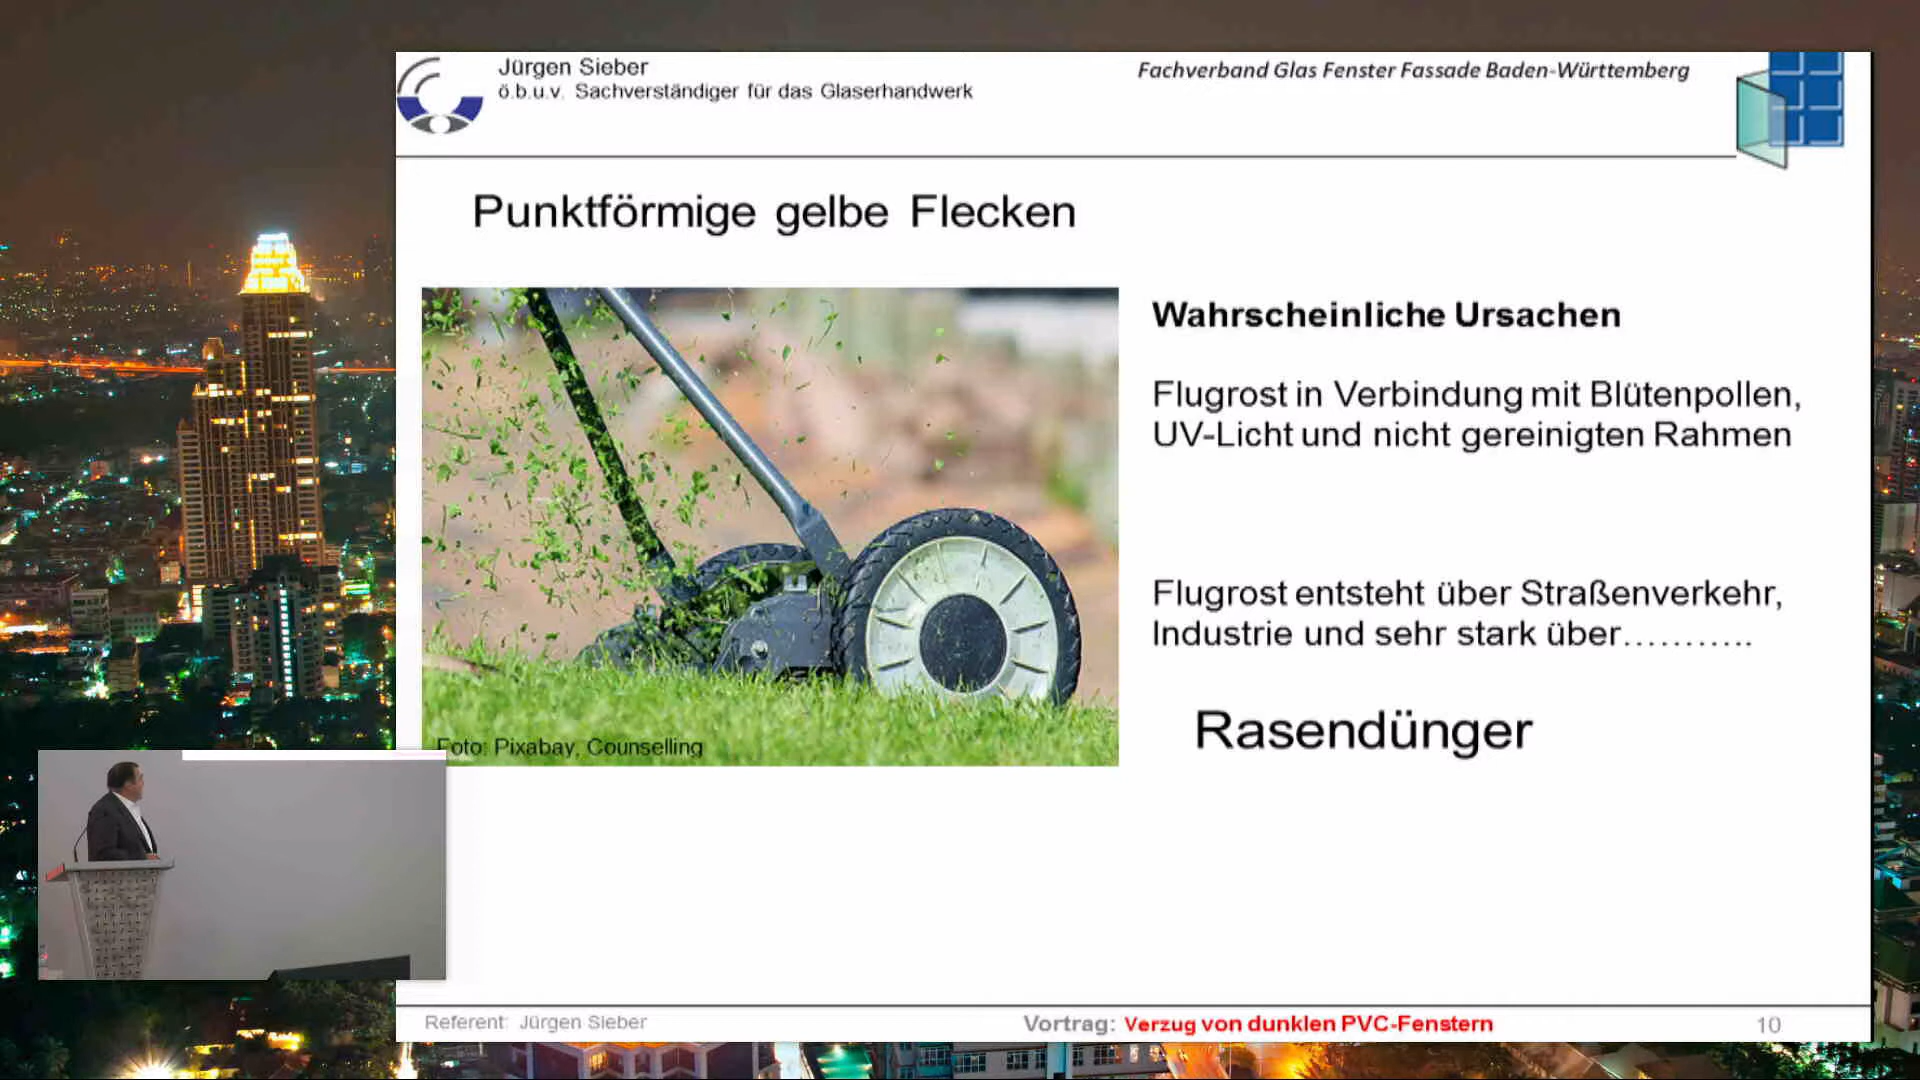 Jürgen Sieber
ö.b.u.v. Sachverständiger für das Glaserhandwerk
Fachverband Glas Fenster Fassade Baden-Württemberg
Punktförmige gelbe Flecken
Wahrscheinliche Ursachen
Flugrost in Verbindung mit Blütenpollen,
UV-Licht und nicht gereinigten Rahmen
Flugrost entsteht über Straßenverkehr,
Industrie und sehr stark über………..
Rasendünger
Foto: Pixabay, Counselling
Referent: Jürgen Sieber
Vortrag: Verzug von dunklen PVC-Fenstern
10